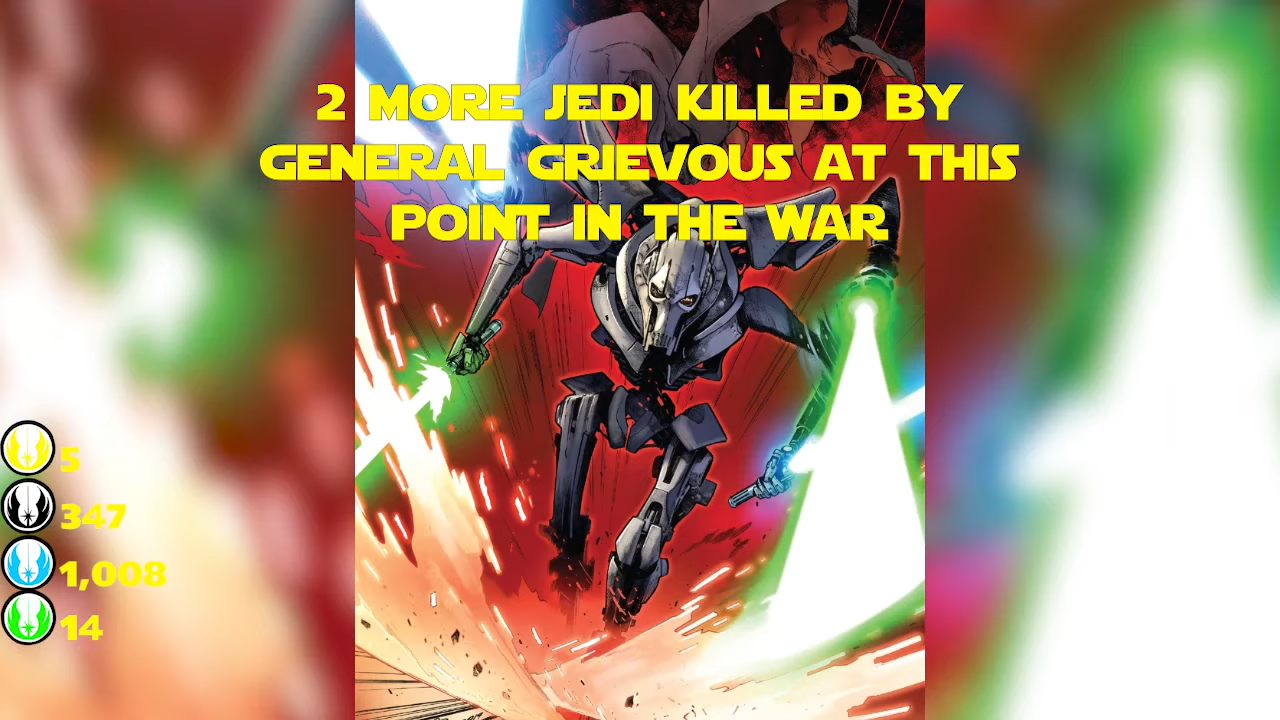 2 MORE JEDI KILLED BY
GENERAL GRIEVOUS AT THIS
POINT IN THE WAR
5
347
1,008
14